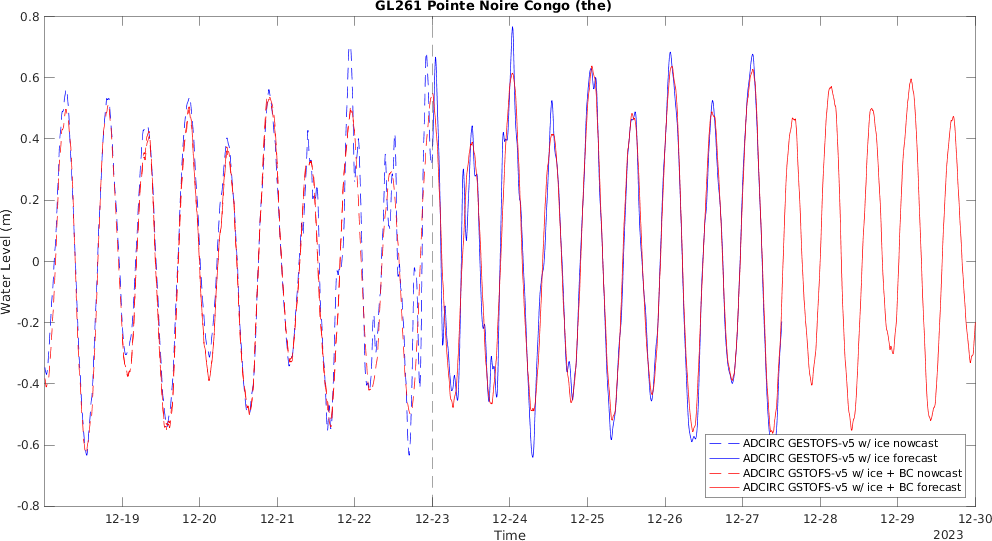 GL261 Pointe Noire Congo (the)
0.8
0.6
0.4
0.2
0
-0.2
-0.4
-0.6
-0.8
Water Level (m)
12-19 12-20 12-21 12-22 12-23 12-24 12-25 12-26 12-27 12-28 12-29 12-30
Time
2023
ADCIRC GESTOFS-v5 w/ ice nowcast
ADCIRC GESTOFS-v5 w/ ice forecast
ADCIRC GSTOFS-v5 w/ ice + BC nowcast
ADCIRC GSTOFS-v5 w/ ice + BC forecast